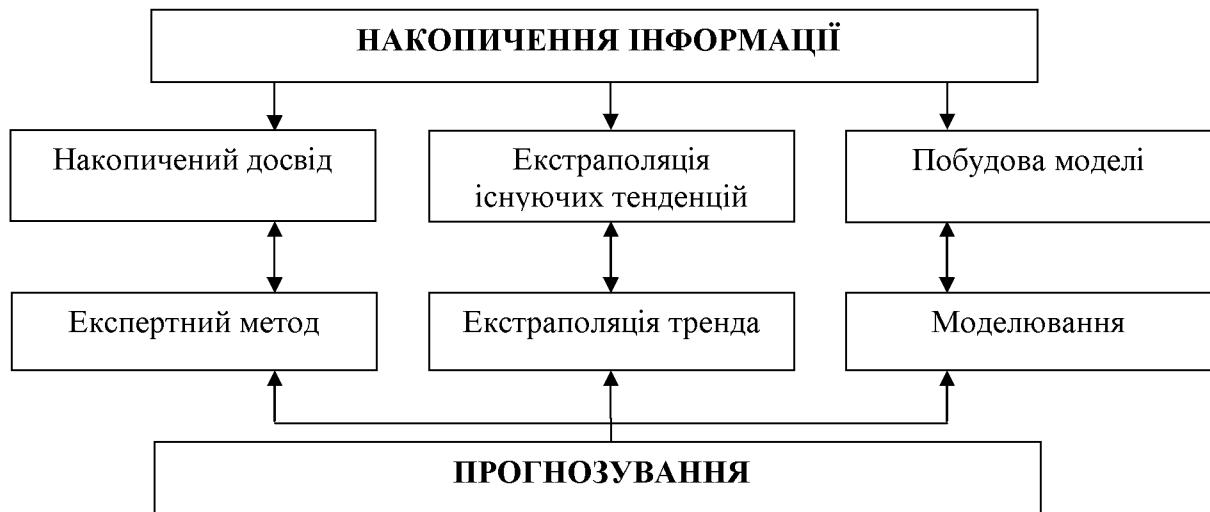 НАКОПИЧЕННЯ ІНФОРМАЦІЇ
Накопичений досвід
Екстраполяція
існуючих тенденцій
Побудова моделі
Експертний метод
Екстраполяція тренда
Моделювання
ПРОГНОЗУВАННЯ